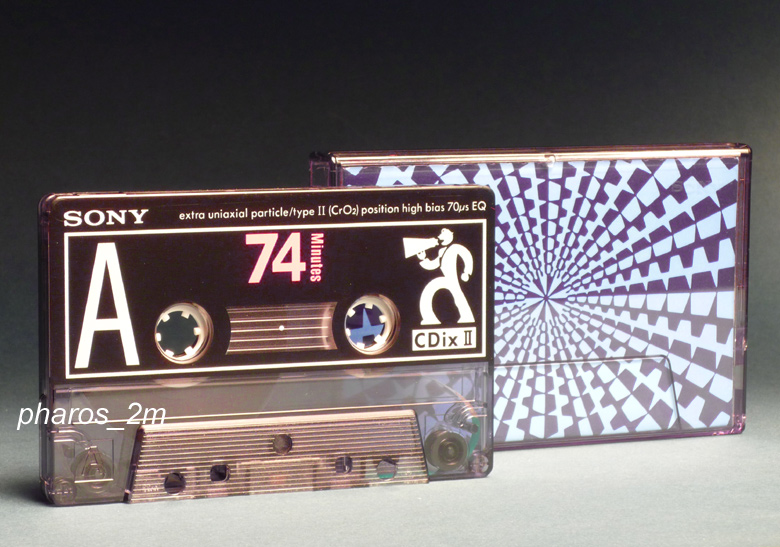 SONY
extra uniaxial particle/type II (CrO₂) position high bias 70μs EQ
A
74
Minutes
CDix II
pharos_2m